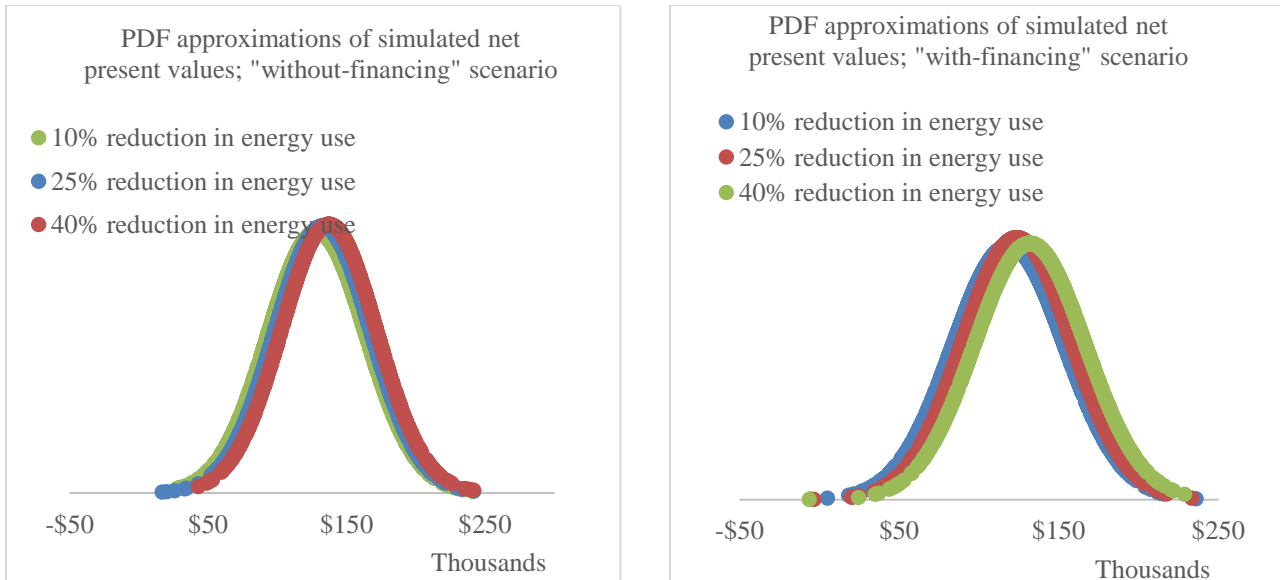 PDF approximations of simulated net
present values; "without-financing" scenario
10% reduction in energy use
25% reduction in energy use
40% reduction in energy use
-$50
$50
$150
$250
Thousands
PDF approximations of simulated net
present values; "with-financing" scenario
10% reduction in energy use
25% reduction in energy use
40% reduction in energy use
-$50
$50
$150
$250
Thousands